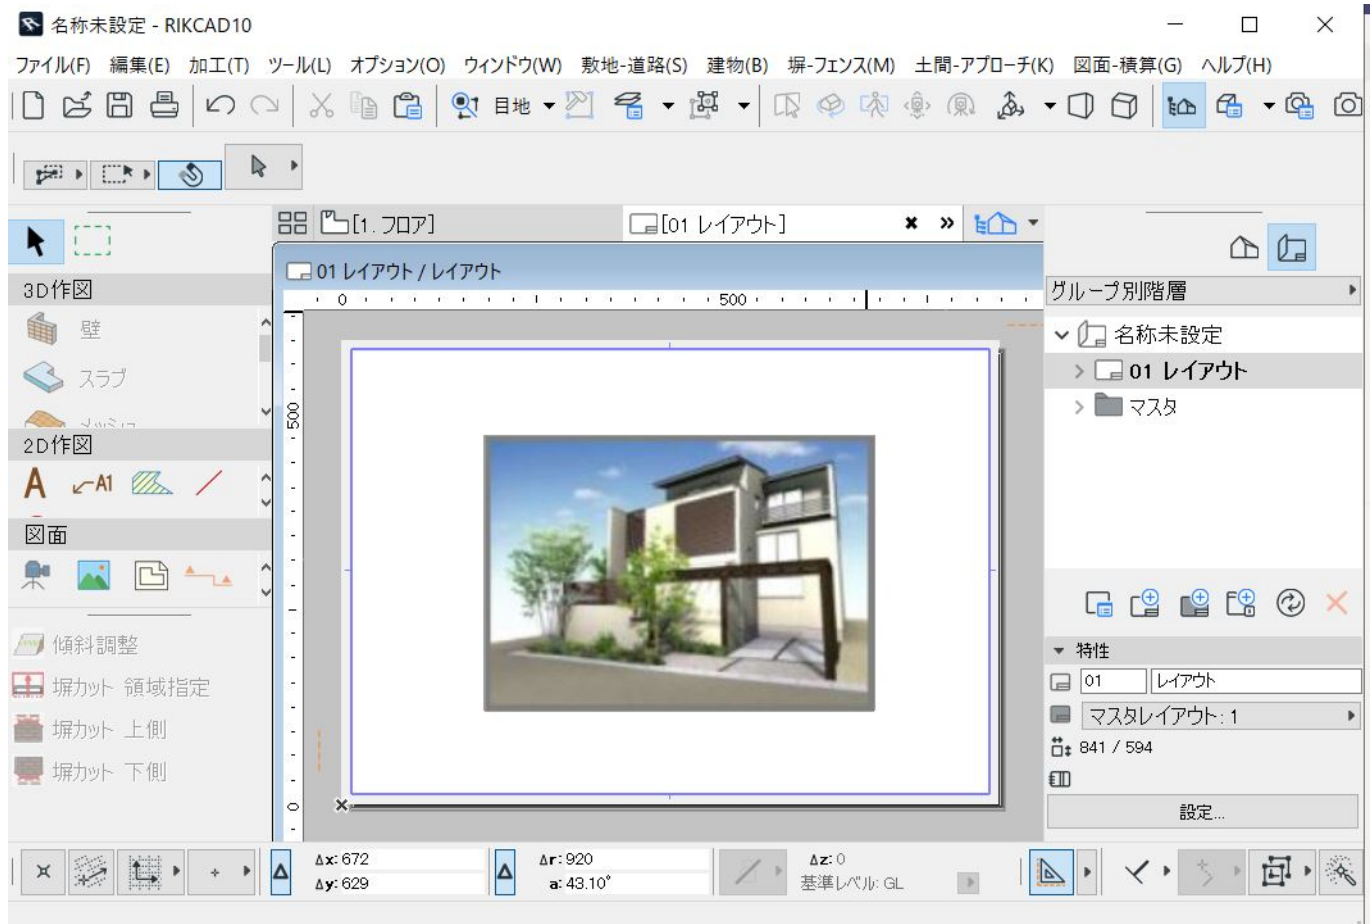 名称未設定 - RIKCAD10
ファイル(F) 編集(E) 加工(T) ツール(L) オプション(O) ウィンドウ(W) 敷地-道路(S) 建物(B) 塀-フェンス(M) 土間-アプローチ(K) 図面-積算(G) ヘルプ(H)
目地
[1. フロア]
[01 レイアウト]
01 レイアウト / レイアウト
0
500
500
0
3D作図
壁
スラブ
メッシュ
2D作図
A
A1
図面
傾斜調整
塀カット 領域指定
塀カット 上側
塀カット 下側
グループ別階層
名称未設定
01 レイアウト
マスタ
特性
01
レイアウト
マスタレイアウト: 1
841 / 594
設定...
Δx: 672
Δy: 629
Δr: 920
a: 43.10°
Δz: 0
基準レベル: GL